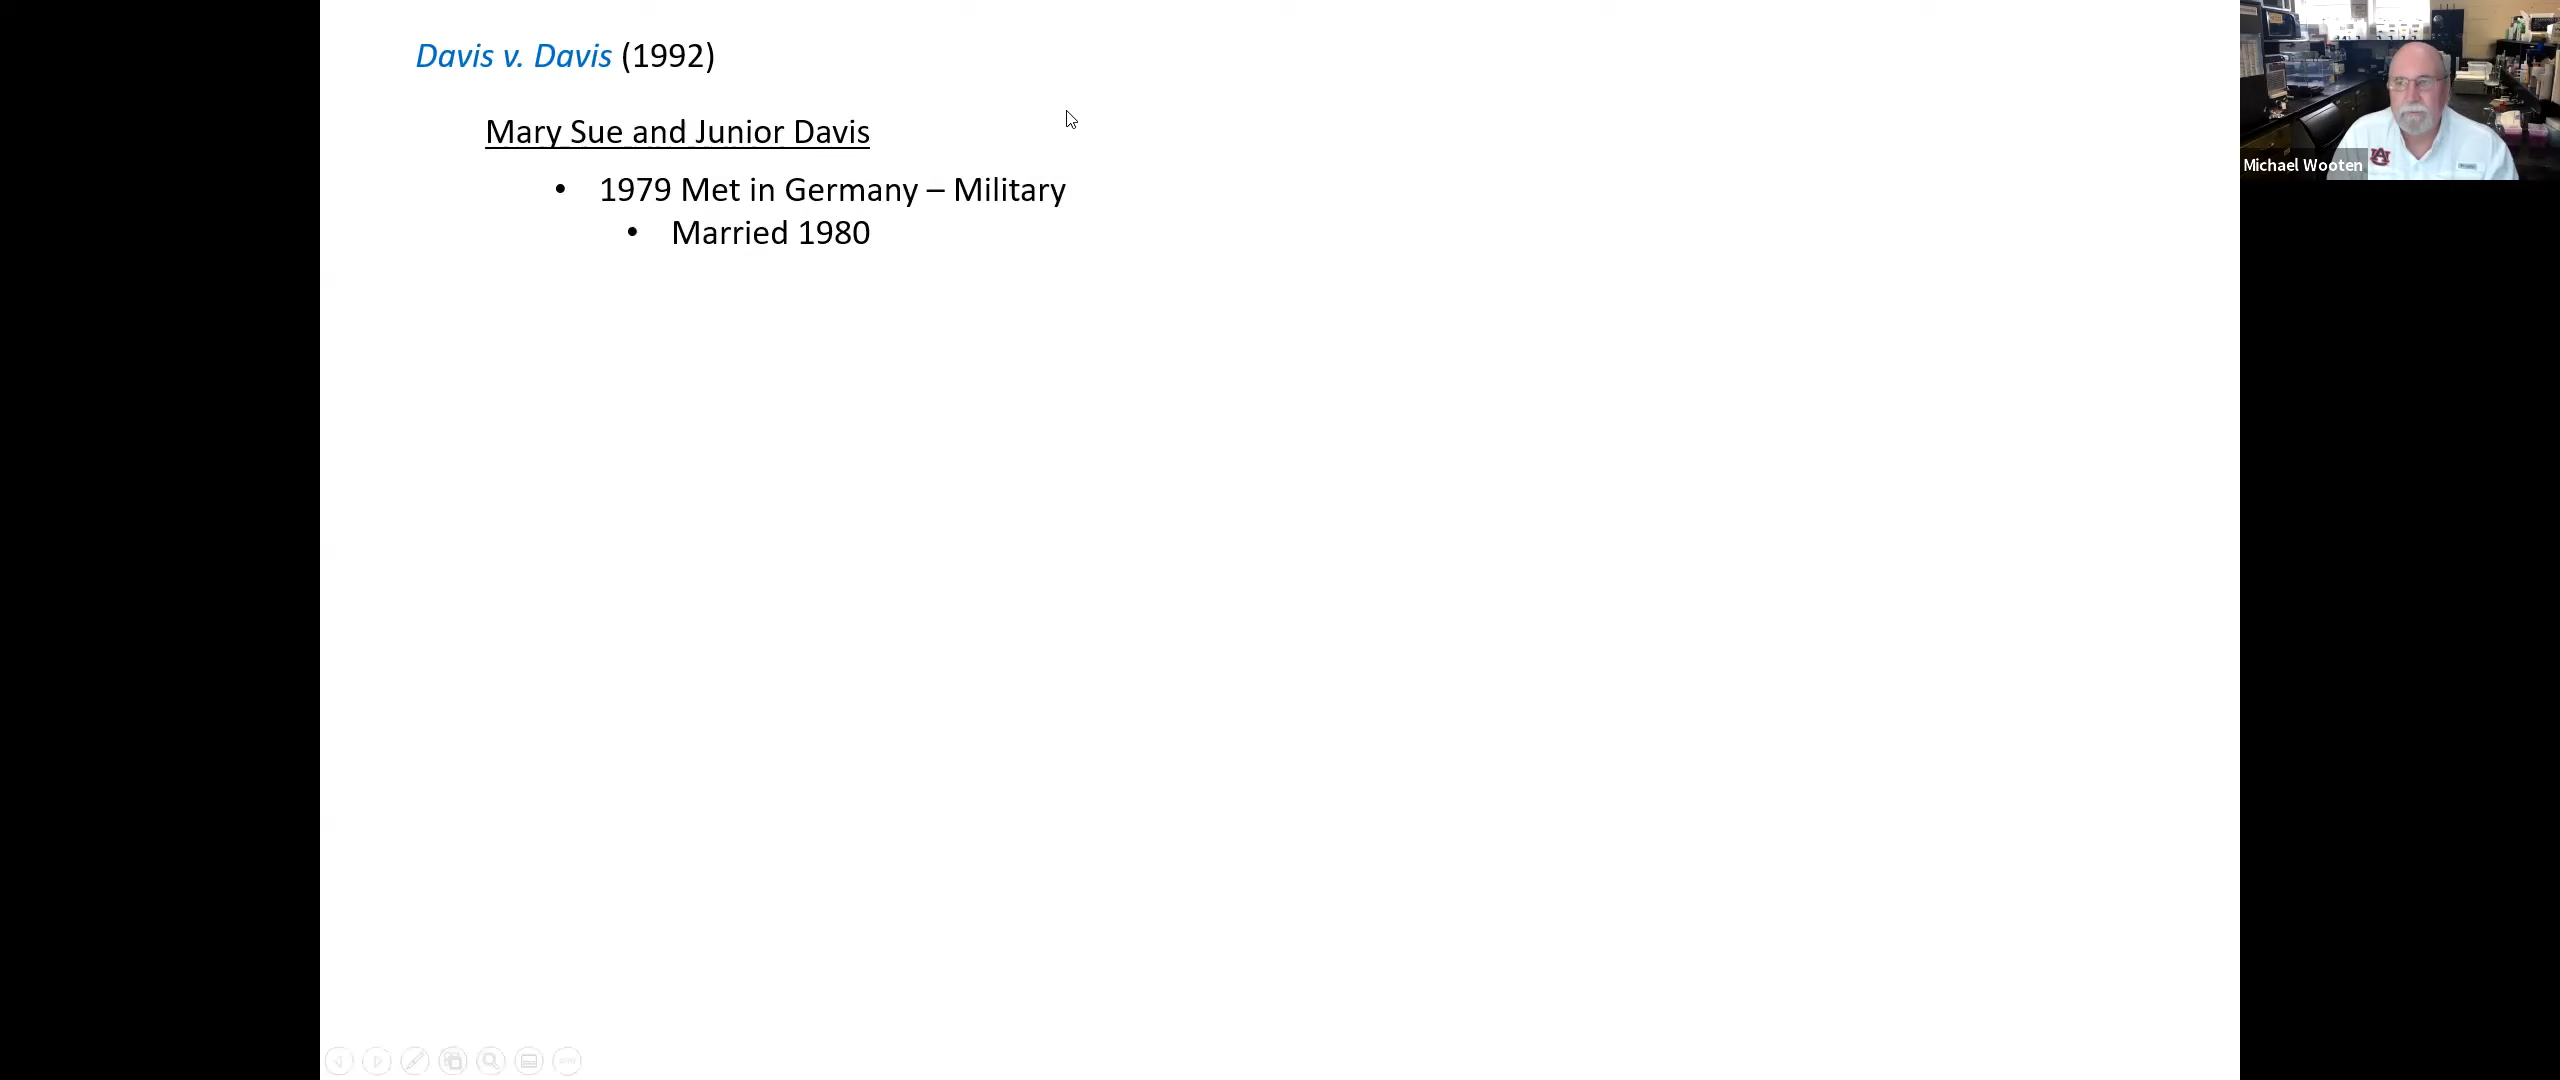 Davis v. Davis (1992)
Mary Sue and Junior Davis
• 1979 Met in Germany – Military
• Married 1980
Michael Wooten